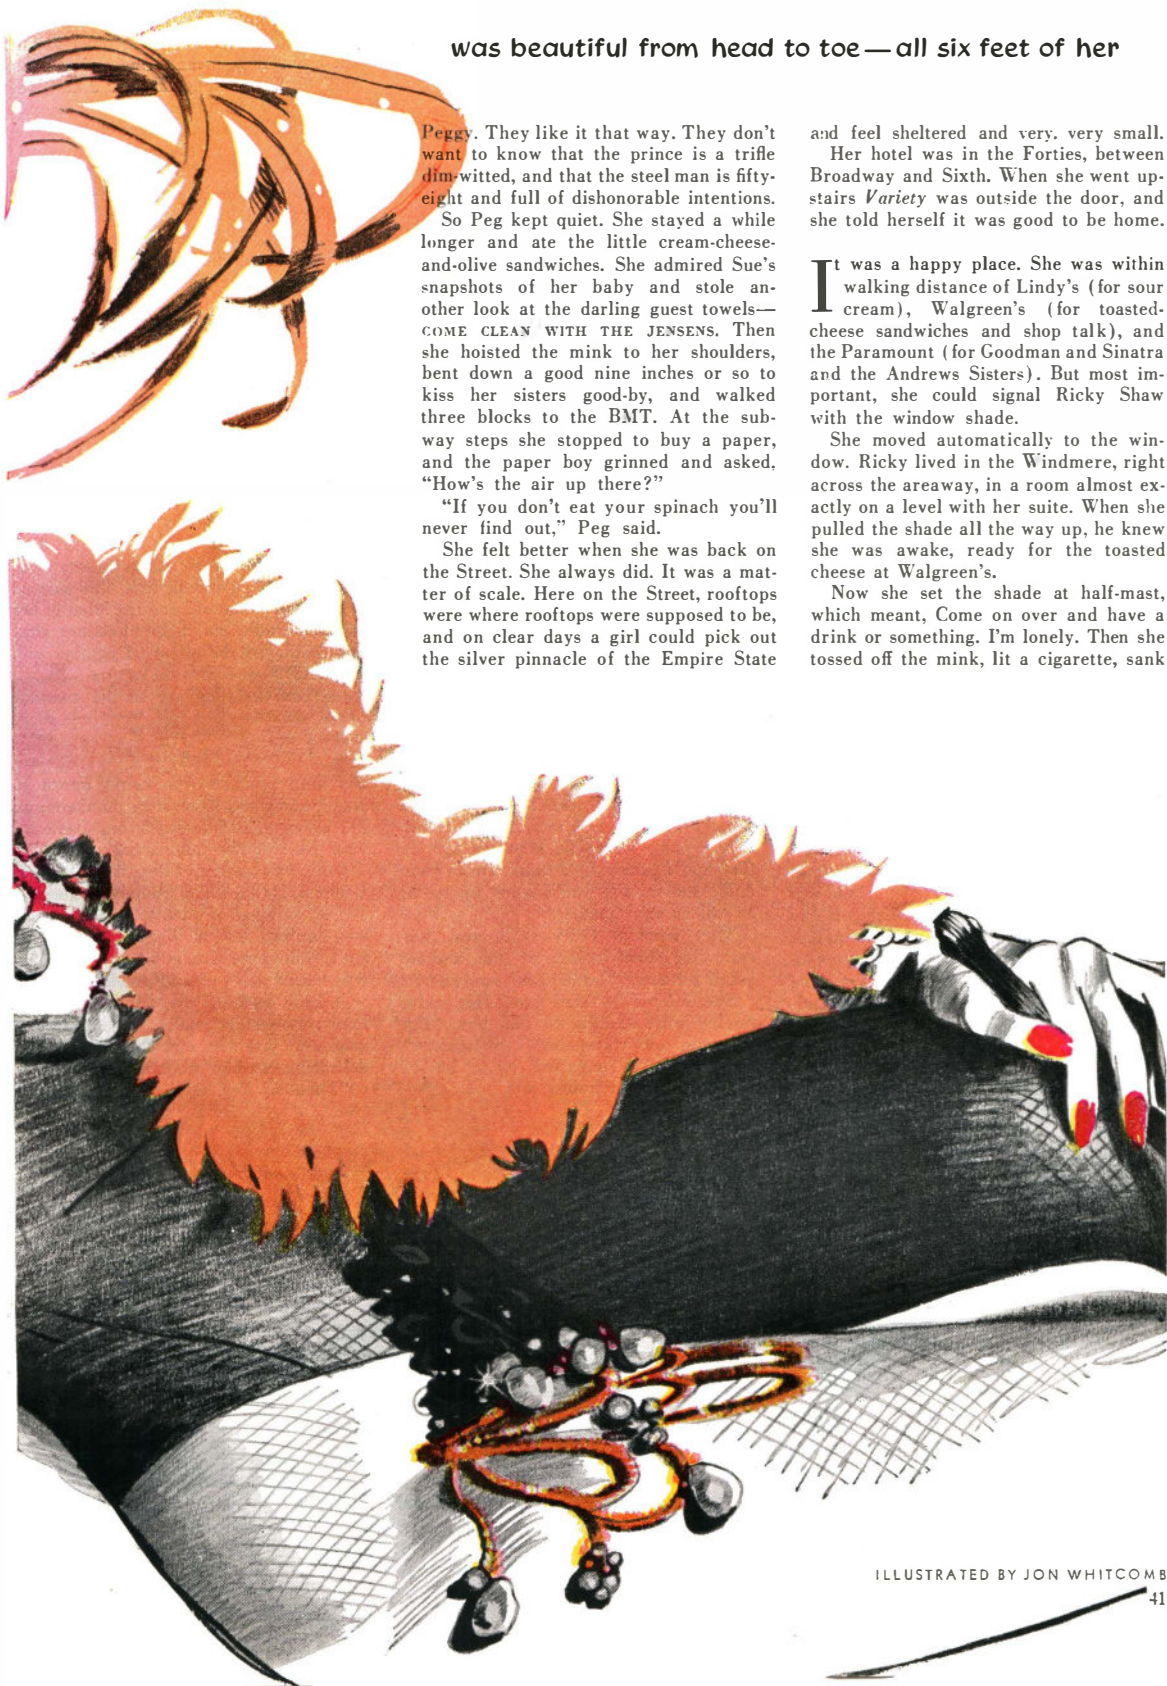 was beautiful from head to toe—all six feet of her
Peggy. They like it that way. They don't
want to know that the prince is a trifle
dim-witted, and that the steel man is fifty-
eight and full of dishonorable intentions.
So Peg kept quiet. She stayed a while
longer and ate the little cream-cheese-
and-olive sandwiches. She admired Sue's
snapshots of her baby and stole an-
other look at the darling guest towels—
COME CLEAN WITH THE JENSENS. Then
she hoisted the mink to her shoulders,
bent down a good nine inches or so to
kiss her sisters good-by, and walked
three blocks to the BMT. At the sub-
way steps she stopped to buy a paper,
and the paper boy grinned and asked,
"How's the air up there?"
"If you don't eat your spinach you'll
never find out," Peg said.
She felt better when she was back on
the Street. She always did. It was a mat-
ter of scale. Here on the Street, rooftops
were where rooftops were supposed to be,
and on clear days a girl could pick out
the silver pinnacle of the Empire State
and feel sheltered and very. very small.
Her hotel was in the Forties, between
Broadway and Sixth. When she went up-
stairs Variety was outside the door, and
she told herself it was good to be home.
It was a happy place. She was within
walking distance of Lindy's (for sour
cream), Walgreen's (for toasted-
cheese sandwiches and shop talk), and
the Paramount (for Goodman and Sinatra
and the Andrews Sisters). But most im-
portant, she could signal Ricky Shaw
with the window shade.
She moved automatically to the win-
dow. Ricky lived in the Windmere, right
across the areaway, in a room almost ex-
actly on a level with her suite. When she
pulled the shade all the way up, he knew
she was awake, ready for the toasted
cheese at Walgreen's.
Now she set the shade at half-mast,
which meant, Come on over and have a
drink or something. I'm lonely. Then she
tossed off the mink, lit a cigarette, sank
ILLUSTRATED BY JON WHITCOMB
41